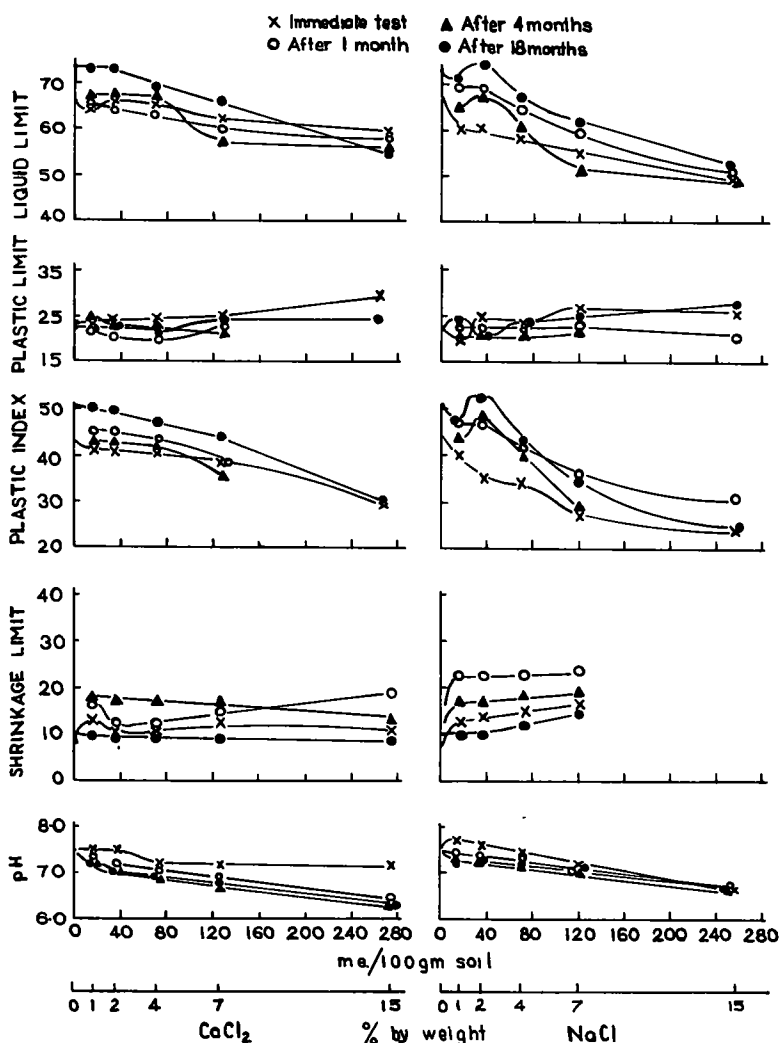 × Immediate test ▲ After 4 months
o After 1 month ● After 18 months
LIQUID LIMIT
70
60
50
40
PLASTIC LIMIT
35
25
15
PLASTIC INDEX
50
40
30
20
SHRINKAGE LIMIT
40
30
20
10
0
pH
8.0
7.0
6.0
0 40 80 120 160 200 240 280 0 40 80 120 160 200 240 280
me/100gm soil
0 1 2 4 7 15 0 1 2 4 7 15
CaCl2 % by weight NaCl